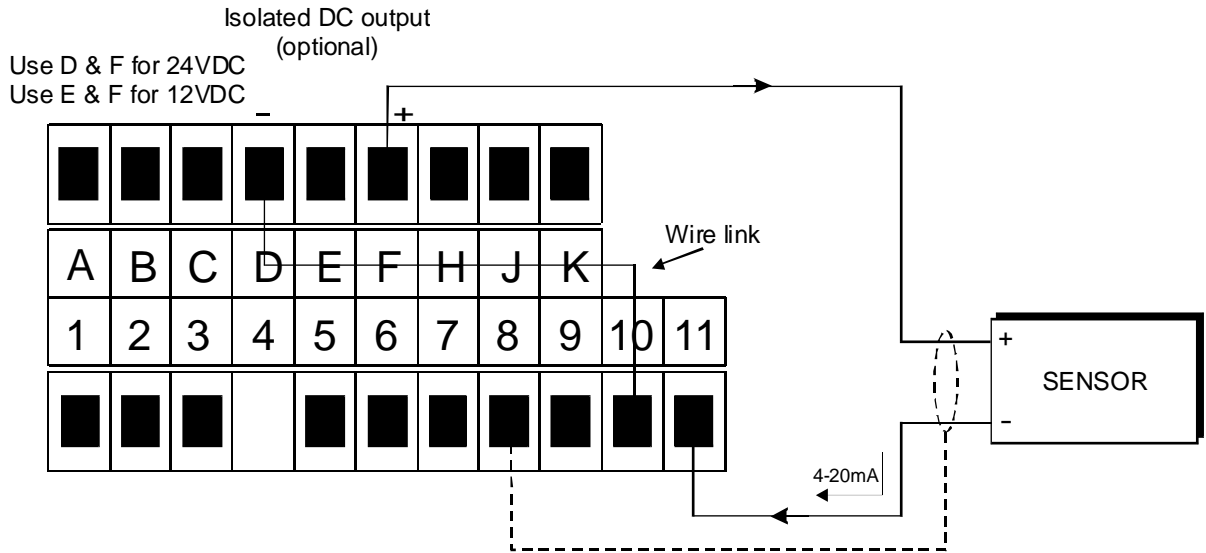 Isolated DC output
(optional)
Use D & F for 24VDC
Use E & F for 12VDC
- +
A B C D E F H J K
Wire link
1 2 3 4 5 6 7 8 9 10 11
+
SENSOR
-
4-20mA